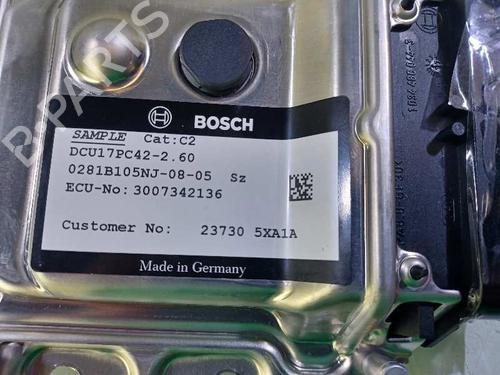 BOSCH
SAMPLE Cat:C2
DCU17PC42-2.60
0281B105NJ-08-05 Sz
ECU-No: 3007342136
Customer No: 23730 5XA1A
Made in Germany
B-PARTS